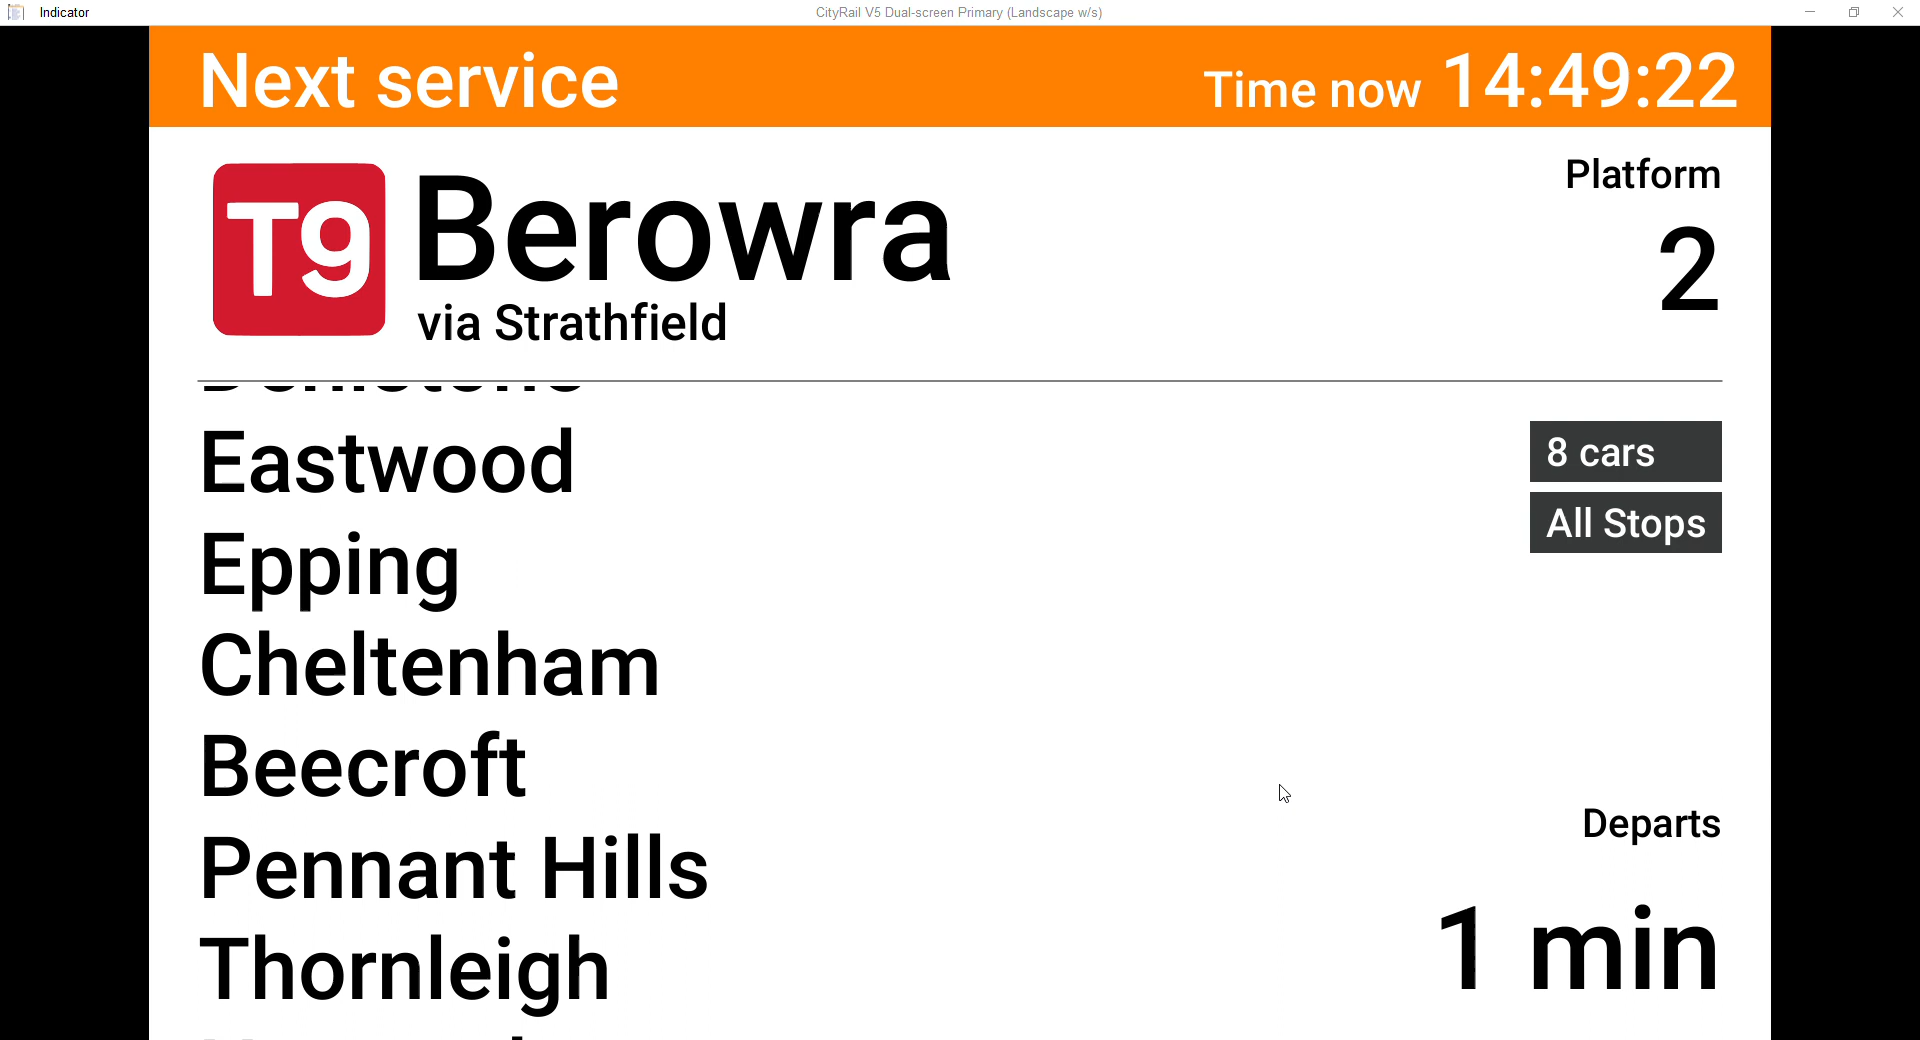 Indicator
CityRail V5 Dual-screen Primary (Landscape w/s)
Next service
Time now 14:49:22
T9
Berowra
via Strathfield
Platform
2
Eastwood
Epping
Cheltenham
Beecroft
Pennant Hills
Thornleigh
8 cars
All Stops
Departs
1 min